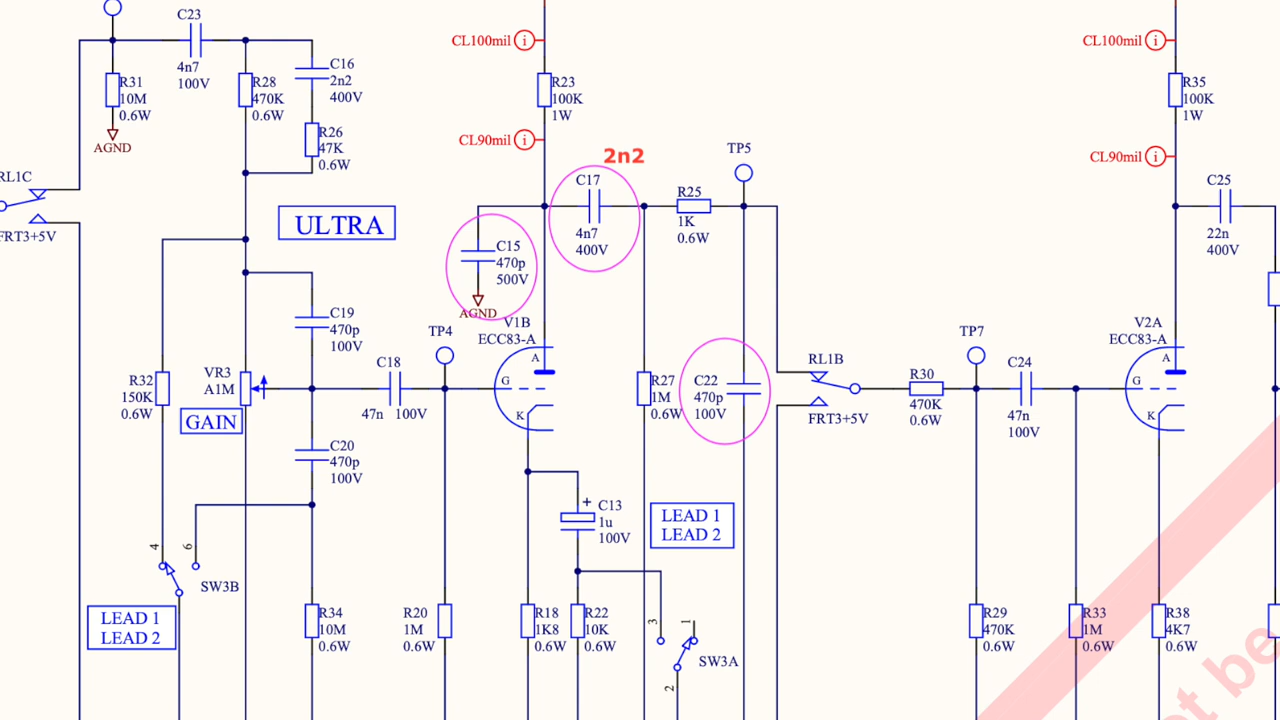 C23
4n7
100V
R31
10M
0.6W
AGND
R28
470K
0.6W
C16
2n2
400V
R26
47K
0.6W
RL1C
FRT3+5V
ULTRA
CL100mil
i
R23
100K
1W
CL90mil
i
2n2
C17
4n7
400V
R25
1K
0.6W
TP5
C15
470p
500V
AGND
CL100mil
i
R35
100K
1W
CL90mil
i
C25
22n
400V
C19
470p
100V
R32
150K
0.6W
VR3
A1M
GAIN
C18
47n 100V
TP4
V1B
ECC83-A
A
G
K
C20
470p
100V
R27
1M
0.6W
C22
470p
100V
RL1B
FRT3+5V
R30
470K
0.6W
TP7
C24
47n
100V
V2A
ECC83-A
A
G
K
+
C13
1u
100V
LEAD 1
LEAD 2
4
6
SW3B
LEAD 1
LEAD 2
R34
10M
0.6W
R20
1M
0.6W
R18
1K8
0.6W
R22
10K
0.6W
3
1
SW3A
2
R29
470K
0.6W
R33
1M
0.6W
R38
4K7
0.6W
be